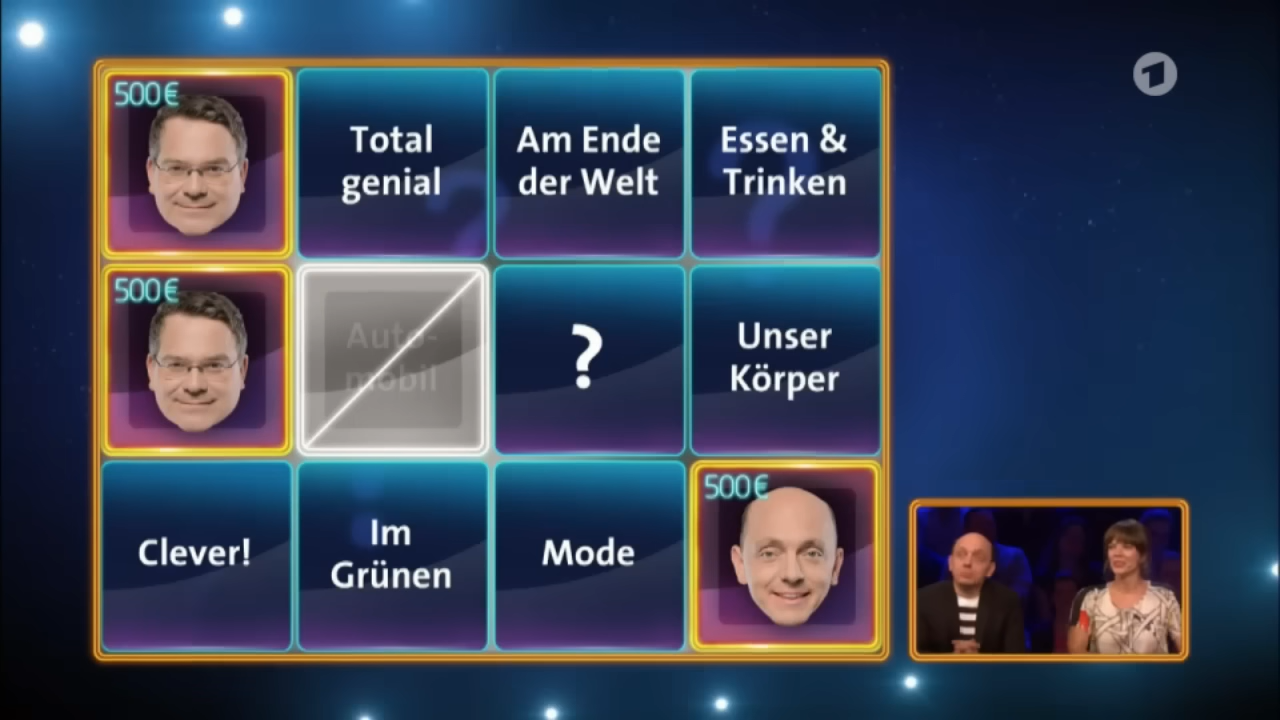 500€
Total
genial
Am Ende
der Welt
Essen &
Trinken
500€
Auto-
mobil
?
Unser
Körper
Clever!
Im
Grünen
Mode
500€
1